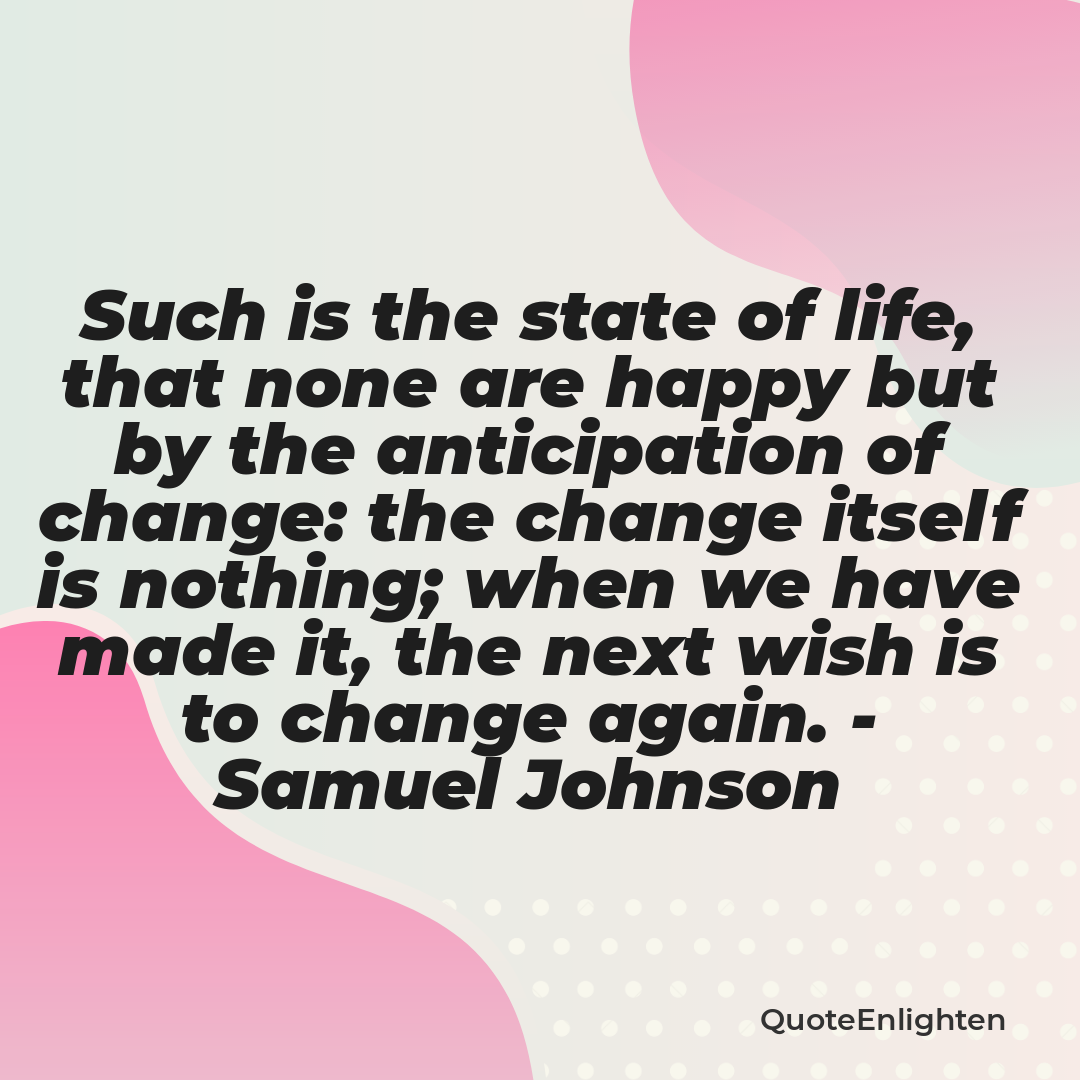 Such is the state of life,
that none are happy but
by the anticipation of
change: the change itself
is nothing; when we have
made it, the next wish is
to change again. -
Samuel Johnson
QuoteEnlighten